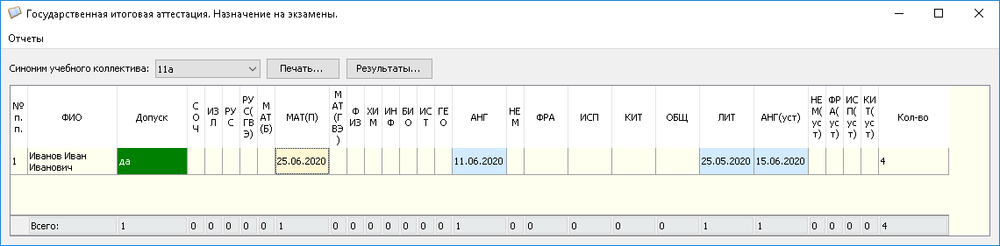 Государственная итоговая аттестация. Назначение на экзамены.
Отчеты
Синоним учебного коллектива: 11а Печать... Результаты...
№ п. п. ФИО Допуск СОЧ ИЗЛ РУС РУС(ГВЭ) МАТ(Б) МАТ(П) МАТ(ГВЭ) ФИЗ ХИМ ИНФ БИО ИСТ ГЕО АНГ НЕМ ФРА ИСП КИТ ОБЩ ЛИТ АНГ(уст) НЕМ(уст) ФРА(уст) ИСП(уст) КИТ(уст) Кол-во
1 Иванов Иван Иванович да 25.06.2020 11.06.2020 25.05.2020 15.06.2020 4
Всего: 1 0 0 0 0 0 1 0 0 0 0 0 0 0 1 0 0 0 0 0 1 1 0 0 0 0 4